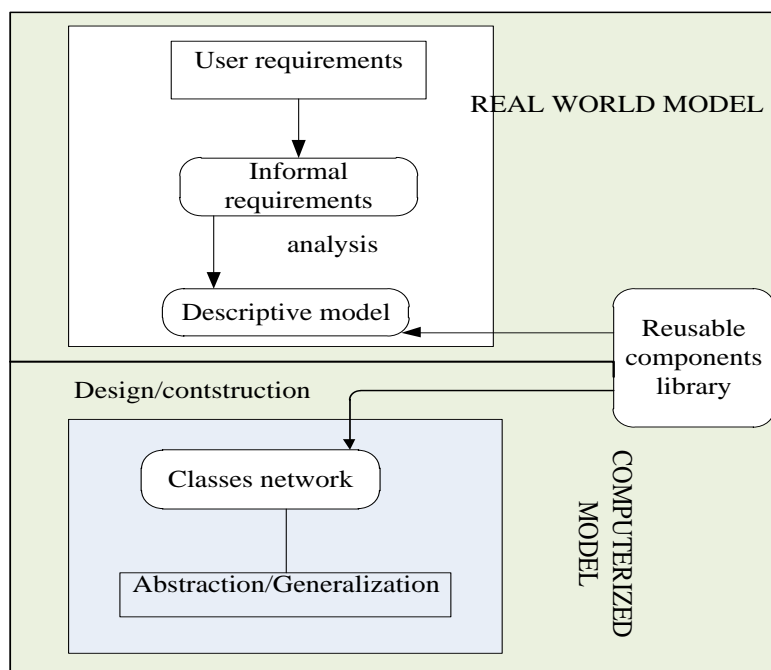 User requirements
REAL WORLD MODEL
Informal
requirements
analysis
Descriptive model
Reusable
components
library
Design/contstruction
Classes network
COMPUTERIZED
MODEL
Abstraction/Generalization